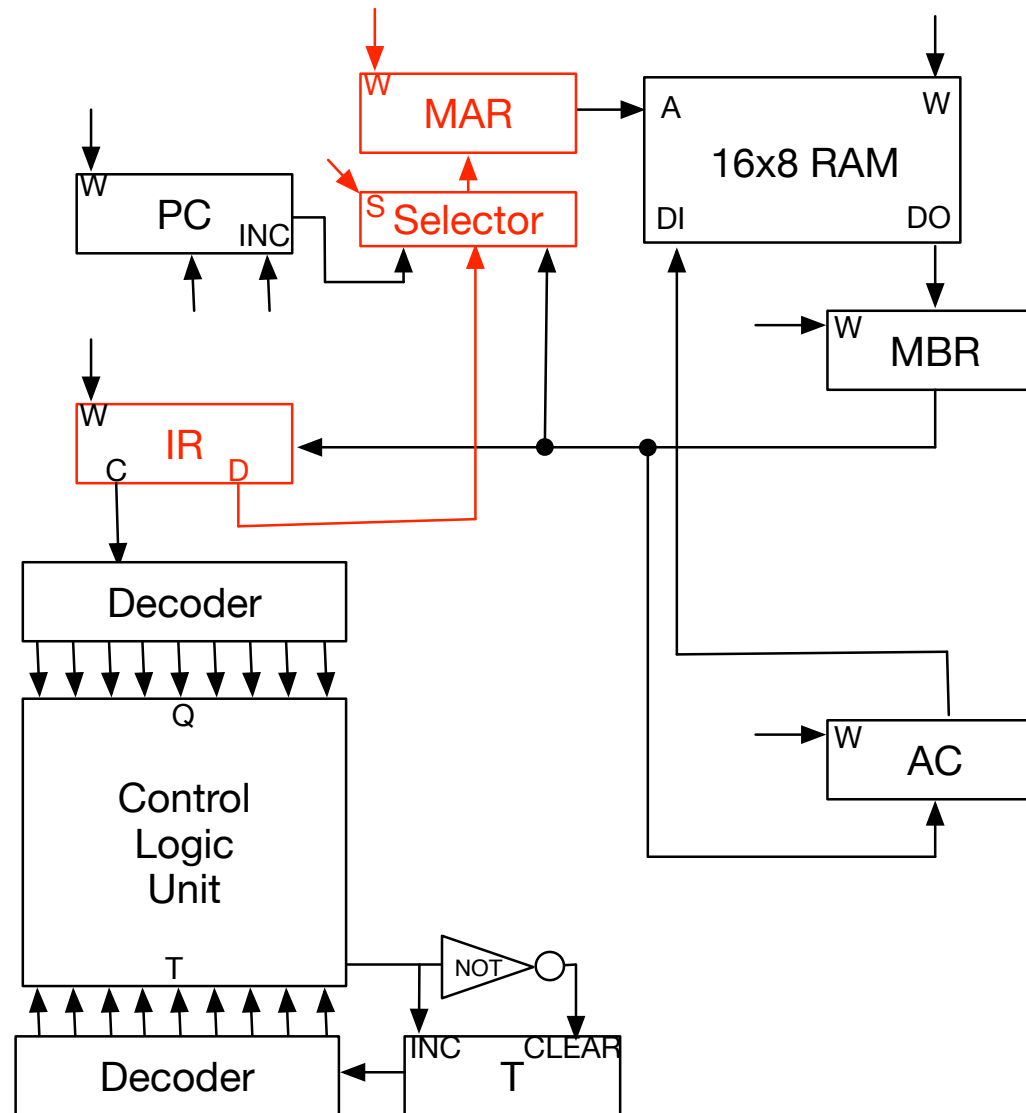 W
MAR
A
W
16x8 RAM
DI
DO
W
PC
INC
S
Selector
W
MBR
W
IR
C
D
Decoder
Q
Control
Logic
Unit
T
W
AC
NOT
INC
CLEAR
T
Decoder